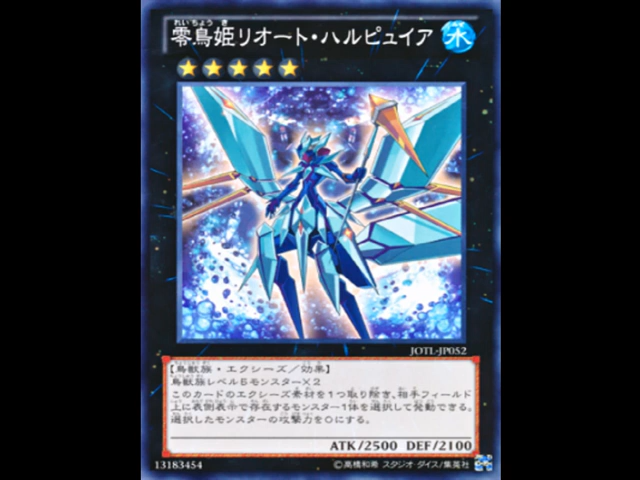 れいちょう き
零鳥姫リオート・ハルピュイア
水
JOTL-JP052
【鳥獣族・エクシーズ／効果】
鳥獣族レベル5モンスター×2
このカードのエクシーズ素材を1つ取り除き、相手フィールド
上に表側表示で存在するモンスター1体を選択して発動できる。
選択したモンスターの攻撃力を0にする。
ATK/2500 DEF/2100
13183454
©高橋和希 スタジオ・ダイス/集英社